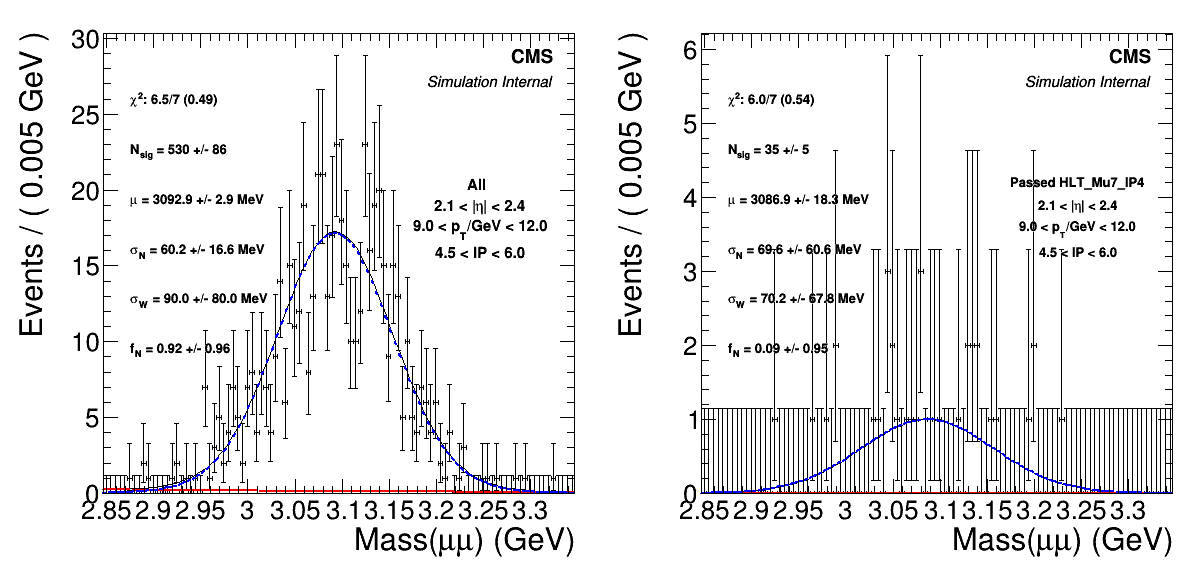 Events / ( 0.005 GeV )
30
25
20
15
10
5
0
CMS
Simulation Internal
χ²: 6.5/7 (0.49)
N_sig = 530 +/- 86
μ = 3092.9 +/- 2.9 MeV
σ_N = 60.2 +/- 16.6 MeV
σ_W = 90.0 +/- 80.0 MeV
f_N = 0.92 +/- 0.96
All
2.1 < |η| < 2.4
9.0 < p_T/GeV < 12.0
4.5 < IP < 6.0
2.85 2.9 2.95 3 3.05 3.1 3.15 3.2 3.25 3.3
Mass(μμ) (GeV)
Events / ( 0.005 GeV )
6
5
4
3
2
1
0
CMS
Simulation Internal
χ²: 6.0/7 (0.54)
N_sig = 35 +/- 5
μ = 3086.9 +/- 18.3 MeV
σ_N = 69.6 +/- 60.6 MeV
σ_W = 70.2 +/- 67.8 MeV
f_N = 0.09 +/- 0.95
Passed HLT_Mu7_IP4
2.1 < |η| < 2.4
9.0 < p_T/GeV < 12.0
4.5 < IP < 6.0
2.85 2.9 2.95 3 3.05 3.1 3.15 3.2 3.25 3.3
Mass(μμ) (GeV)